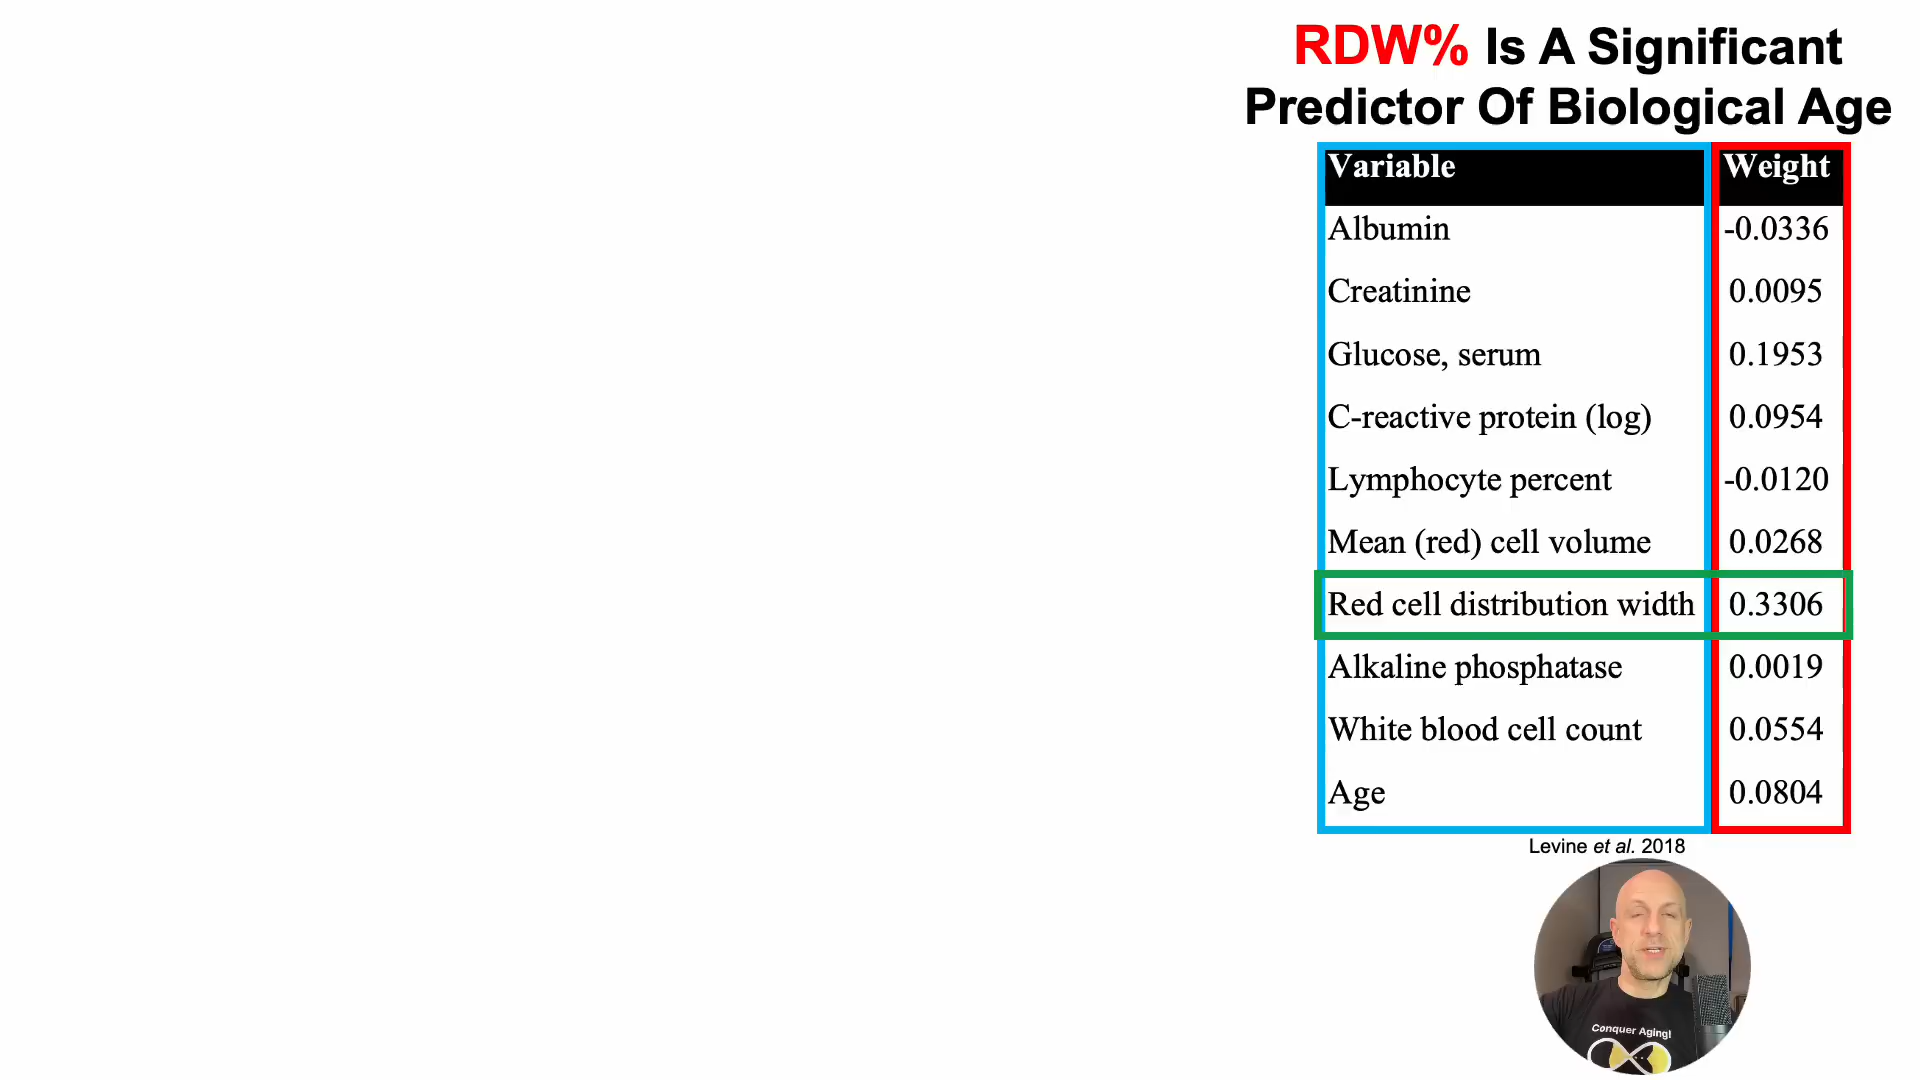 RDW% Is A Significant
Predictor Of Biological Age
Variable Weight
Albumin -0.0336
Creatinine 0.0095
Glucose, serum 0.1953
C-reactive protein (log) 0.0954
Lymphocyte percent -0.0120
Mean (red) cell volume 0.0268
Red cell distribution width 0.3306
Alkaline phosphatase 0.0019
White blood cell count 0.0554
Age 0.0804
Levine et al. 2018
Conquer Aging!